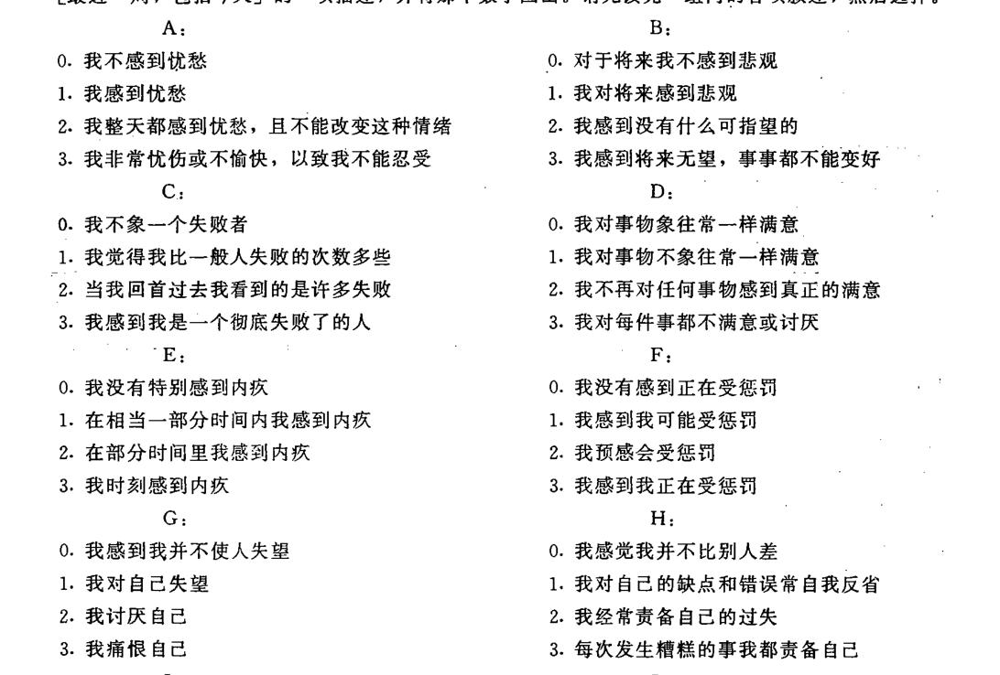 A：
0. 我不感到忧愁
1. 我感到忧愁
2. 我整天都感到忧愁，且不能改变这种情绪
3. 我非常忧伤或不愉快，以致我不能忍受
B：
0. 对于将来我不感到悲观
1. 我对将来感到悲观
2. 我感到没有什么可指望的
3. 我感到将来无望，事事都不能变好
C：
0. 我不象一个失败者
1. 我觉得我比一般人失败的次数多些
2. 当我回首过去我看到的是许多失败
3. 我感到我是一个彻底失败了的人
D：
0. 我对事物象往常一样满意
1. 我对事物不象往常一样满意
2. 我不再对任何事物感到真正的满意
3. 我对每件事都不满意或讨厌
E：
0. 我没有特别感到内疚
1. 在相当一部分时间内我感到内疚
2. 在部分时间里我感到内疚
3. 我时刻感到内疚
F：
0. 我没有感到正在受惩罚
1. 我感到我可能受惩罚
2. 我预感会受惩罚
3. 我感到我正在受惩罚
G：
0. 我感到我并不使人失望
1. 我对自己失望
2. 我讨厌自己
3. 我痛恨自己
H：
0. 我感觉我并不比别人差
1. 我对自己的缺点和错误常自我反省
2. 我经常责备自己的过失
3. 每次发生糟糕的事我都责备自己